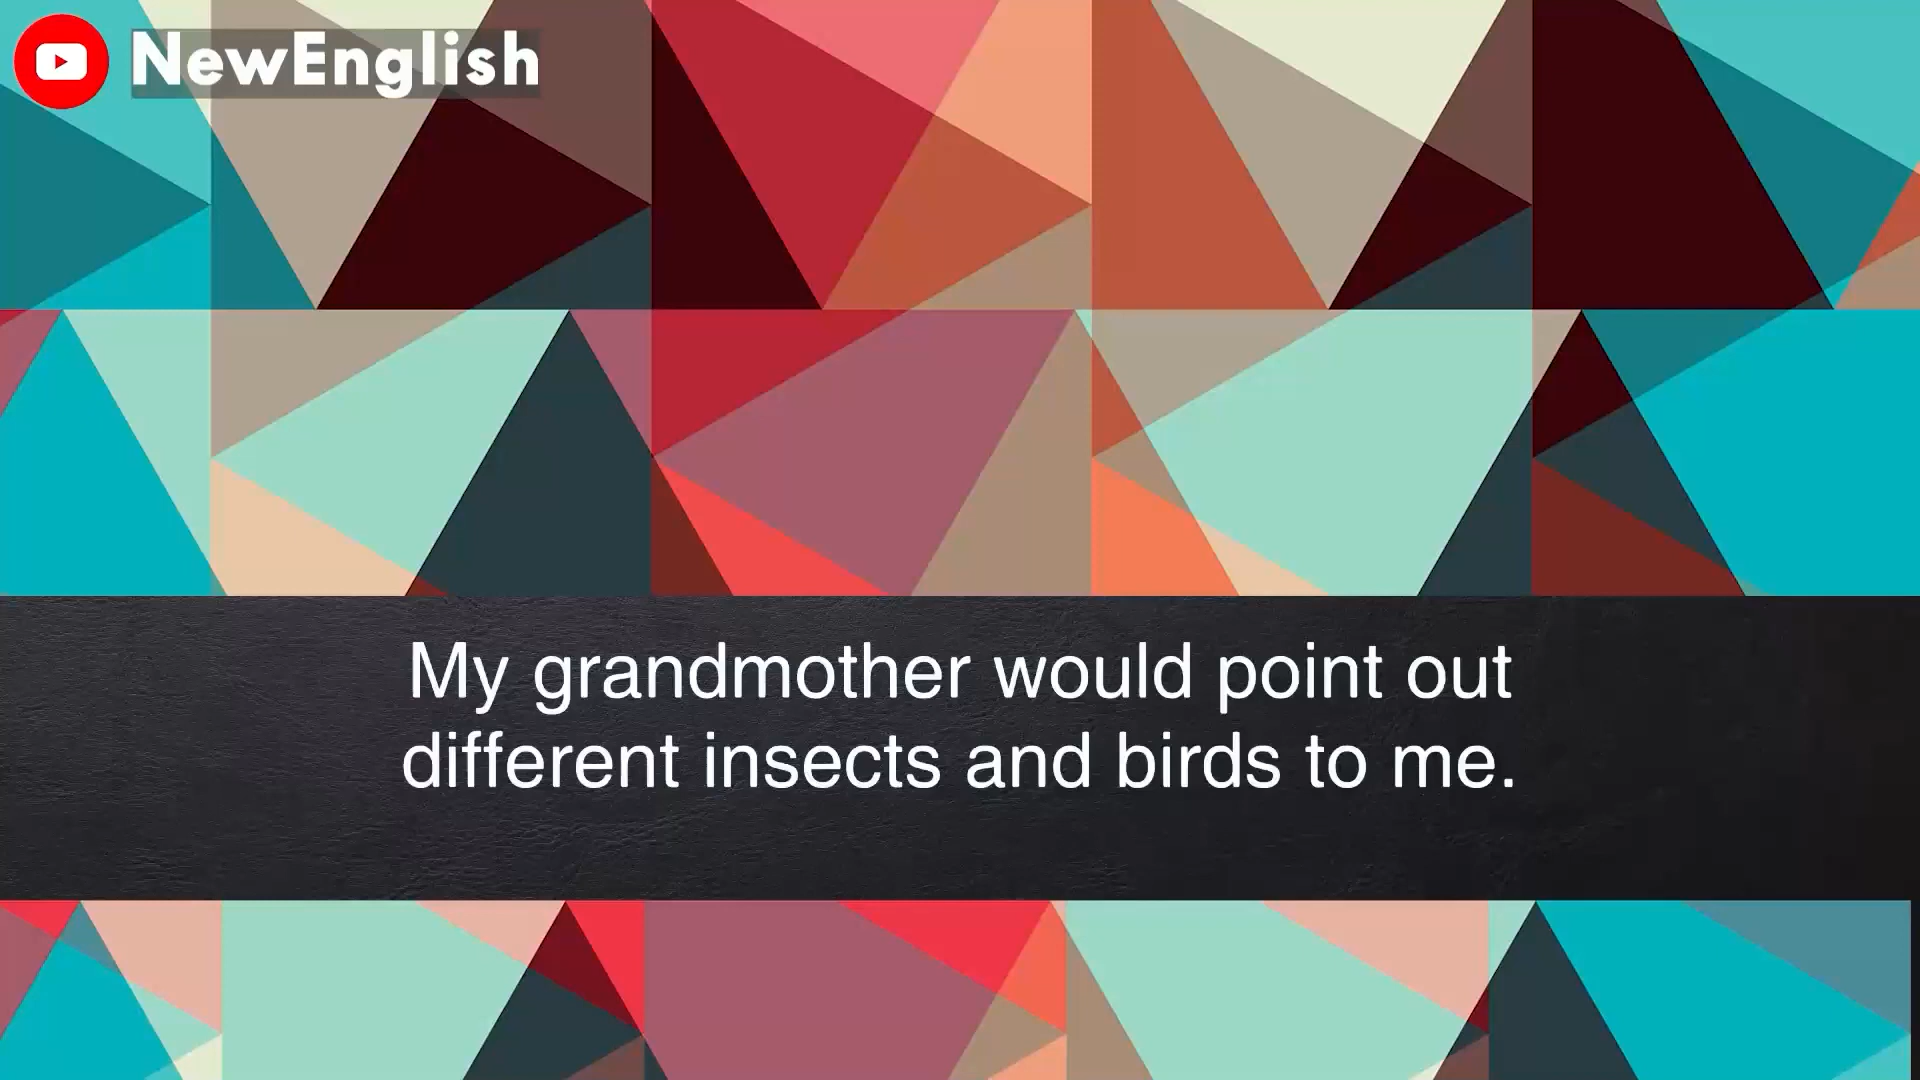 NewEnglish
My grandmother would point out
different insects and birds to me.